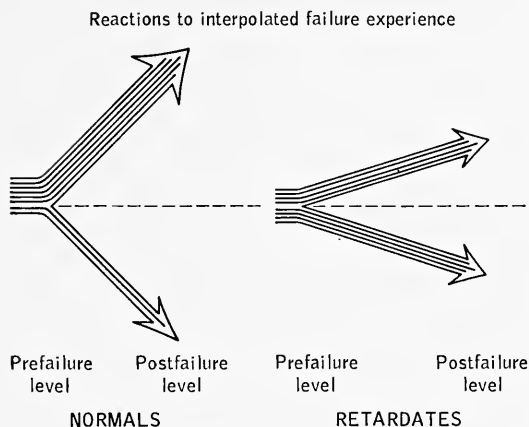 Reactions to interpolated failure experience
Prefailure level
Postfailure level
Prefailure level
Postfailure level
NORMALS
RETARDATES